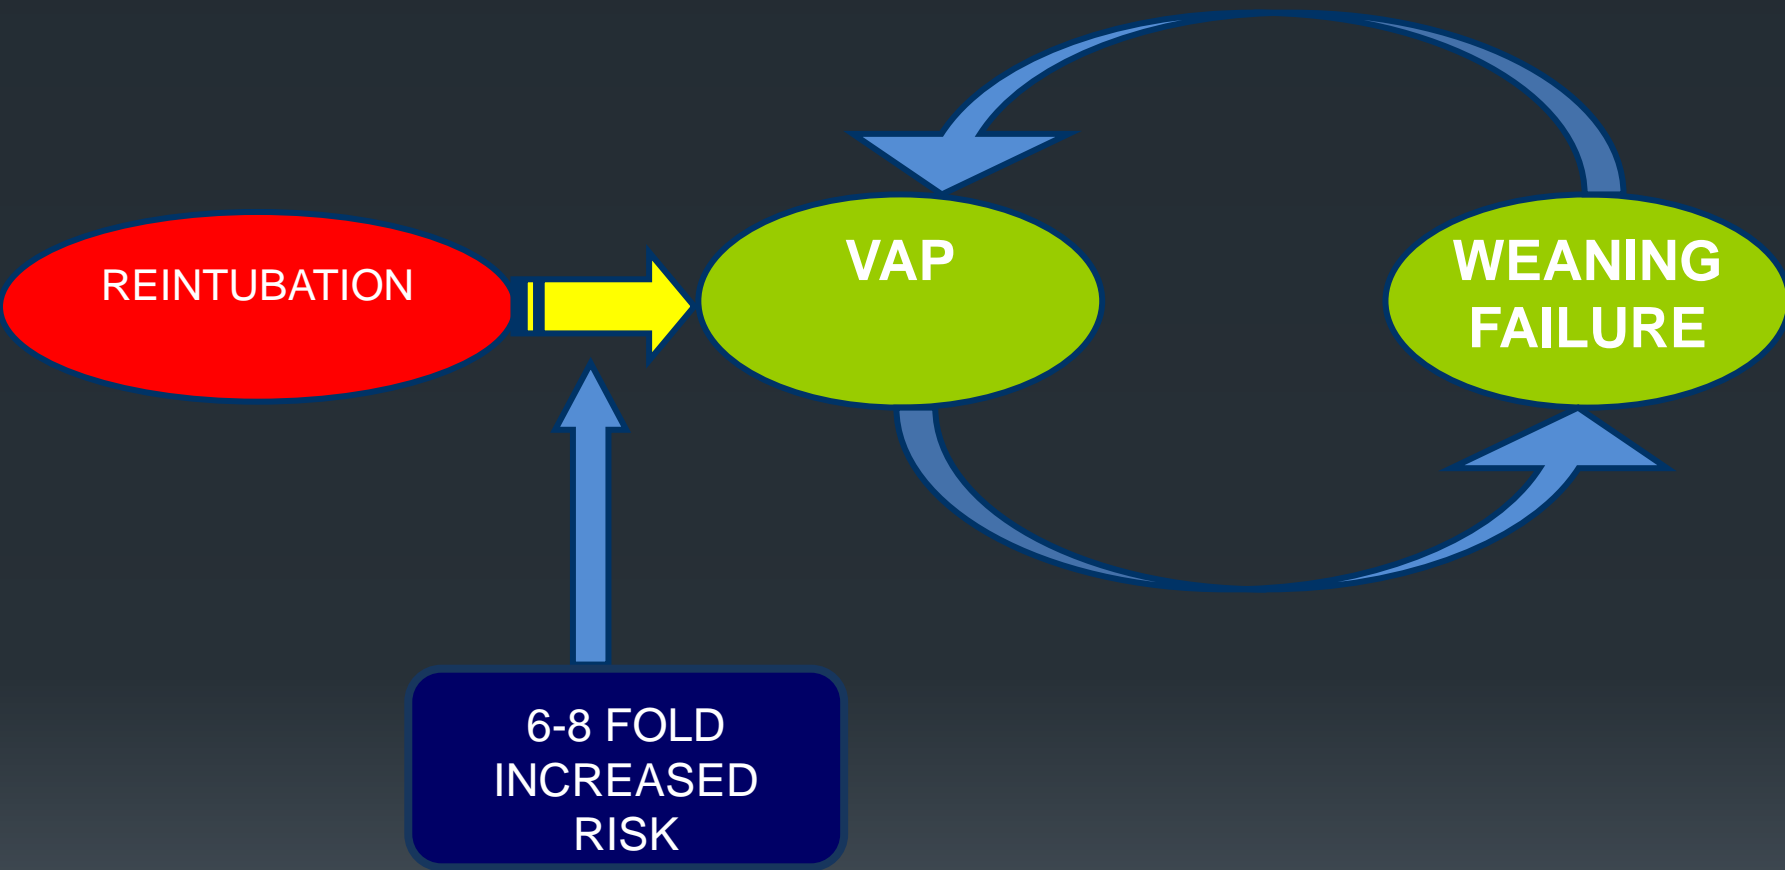 REINTUBATION
VAP
WEANING
FAILURE
6-8 FOLD
INCREASED
RISK